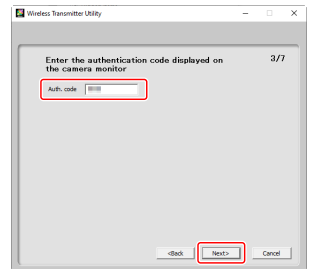 Wireless Transmitter Utility
Enter the authentication code displayed on
the camera monitor
3/7
Auth. code
<Back
Next>
Cancel